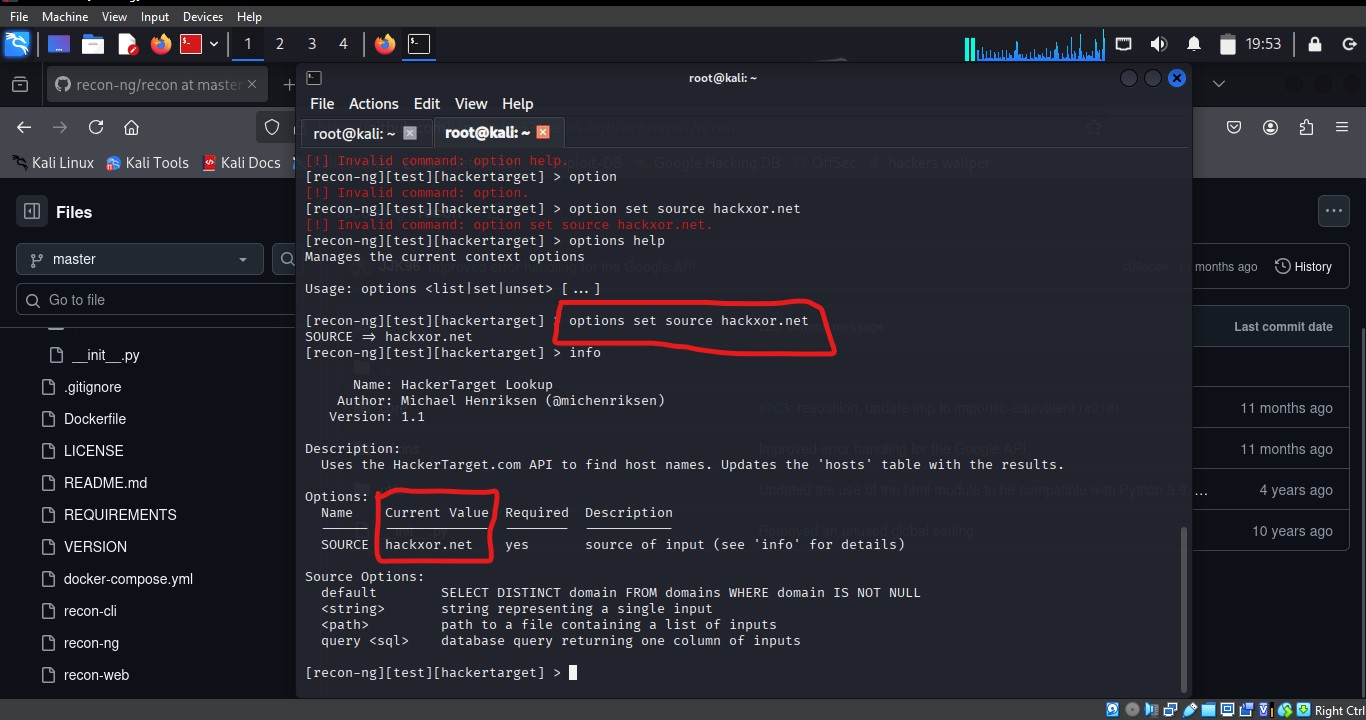 File Machine View Input Devices Help
1 2 3 4 19:53
recon-ng/recon at master
root@kali: ~
File Actions Edit View Help
root@kali: ~ root@kali: ~
Kali Linux Kali Tools Kali Docs
Google Hacking DB
Files
master
Go to file
__init__.py
.gitignore
Dockerfile
LICENSE
README.md
REQUIREMENTS
VERSION
docker-compose.yml
recon-cli
recon-ng
recon-web
[!] Invalid command: option help.
[recon-ng][test][hackertarget] > option
[!] Invalid command: option.
[recon-ng][test][hackertarget] > option set source hackxor.net
[!] Invalid command: option set source hackxor.net.
[recon-ng][test][hackertarget] > options help
Manages the current context options
Usage: options <list|set|unset> [...]
[recon-ng][test][hackertarget] > options set source hackxor.net
SOURCE => hackxor.net
[recon-ng][test][hackertarget] > info
Name: HackerTarget Lookup
Author: Michael Henriksen (@michenriksen)
Version: 1.1
Description:
Uses the HackerTarget.com API to find host names. Updates the 'hosts' table with the results.
Options:
Name Current Value Required Description
SOURCE hackxor.net yes source of input (see 'info' for details)
Source Options:
default SELECT DISTINCT domain FROM domains WHERE domain IS NOT NULL
<string> string representing a single input
<path> path to a file containing a list of inputs
query <sql> database query returning one column of inputs
[recon-ng][test][hackertarget] >
months ago History
Last commit date
11 months ago
11 months ago
4 years ago
10 years ago
Right Ctrl